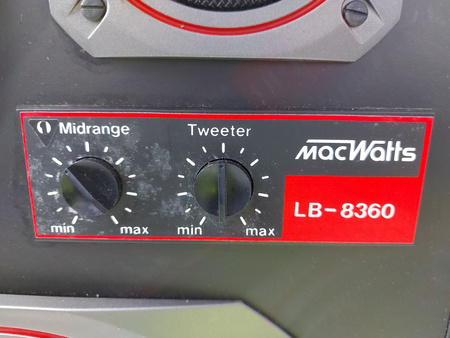 Midrange
Tweeter
MacWatts
LB-8360
min
max
min
max